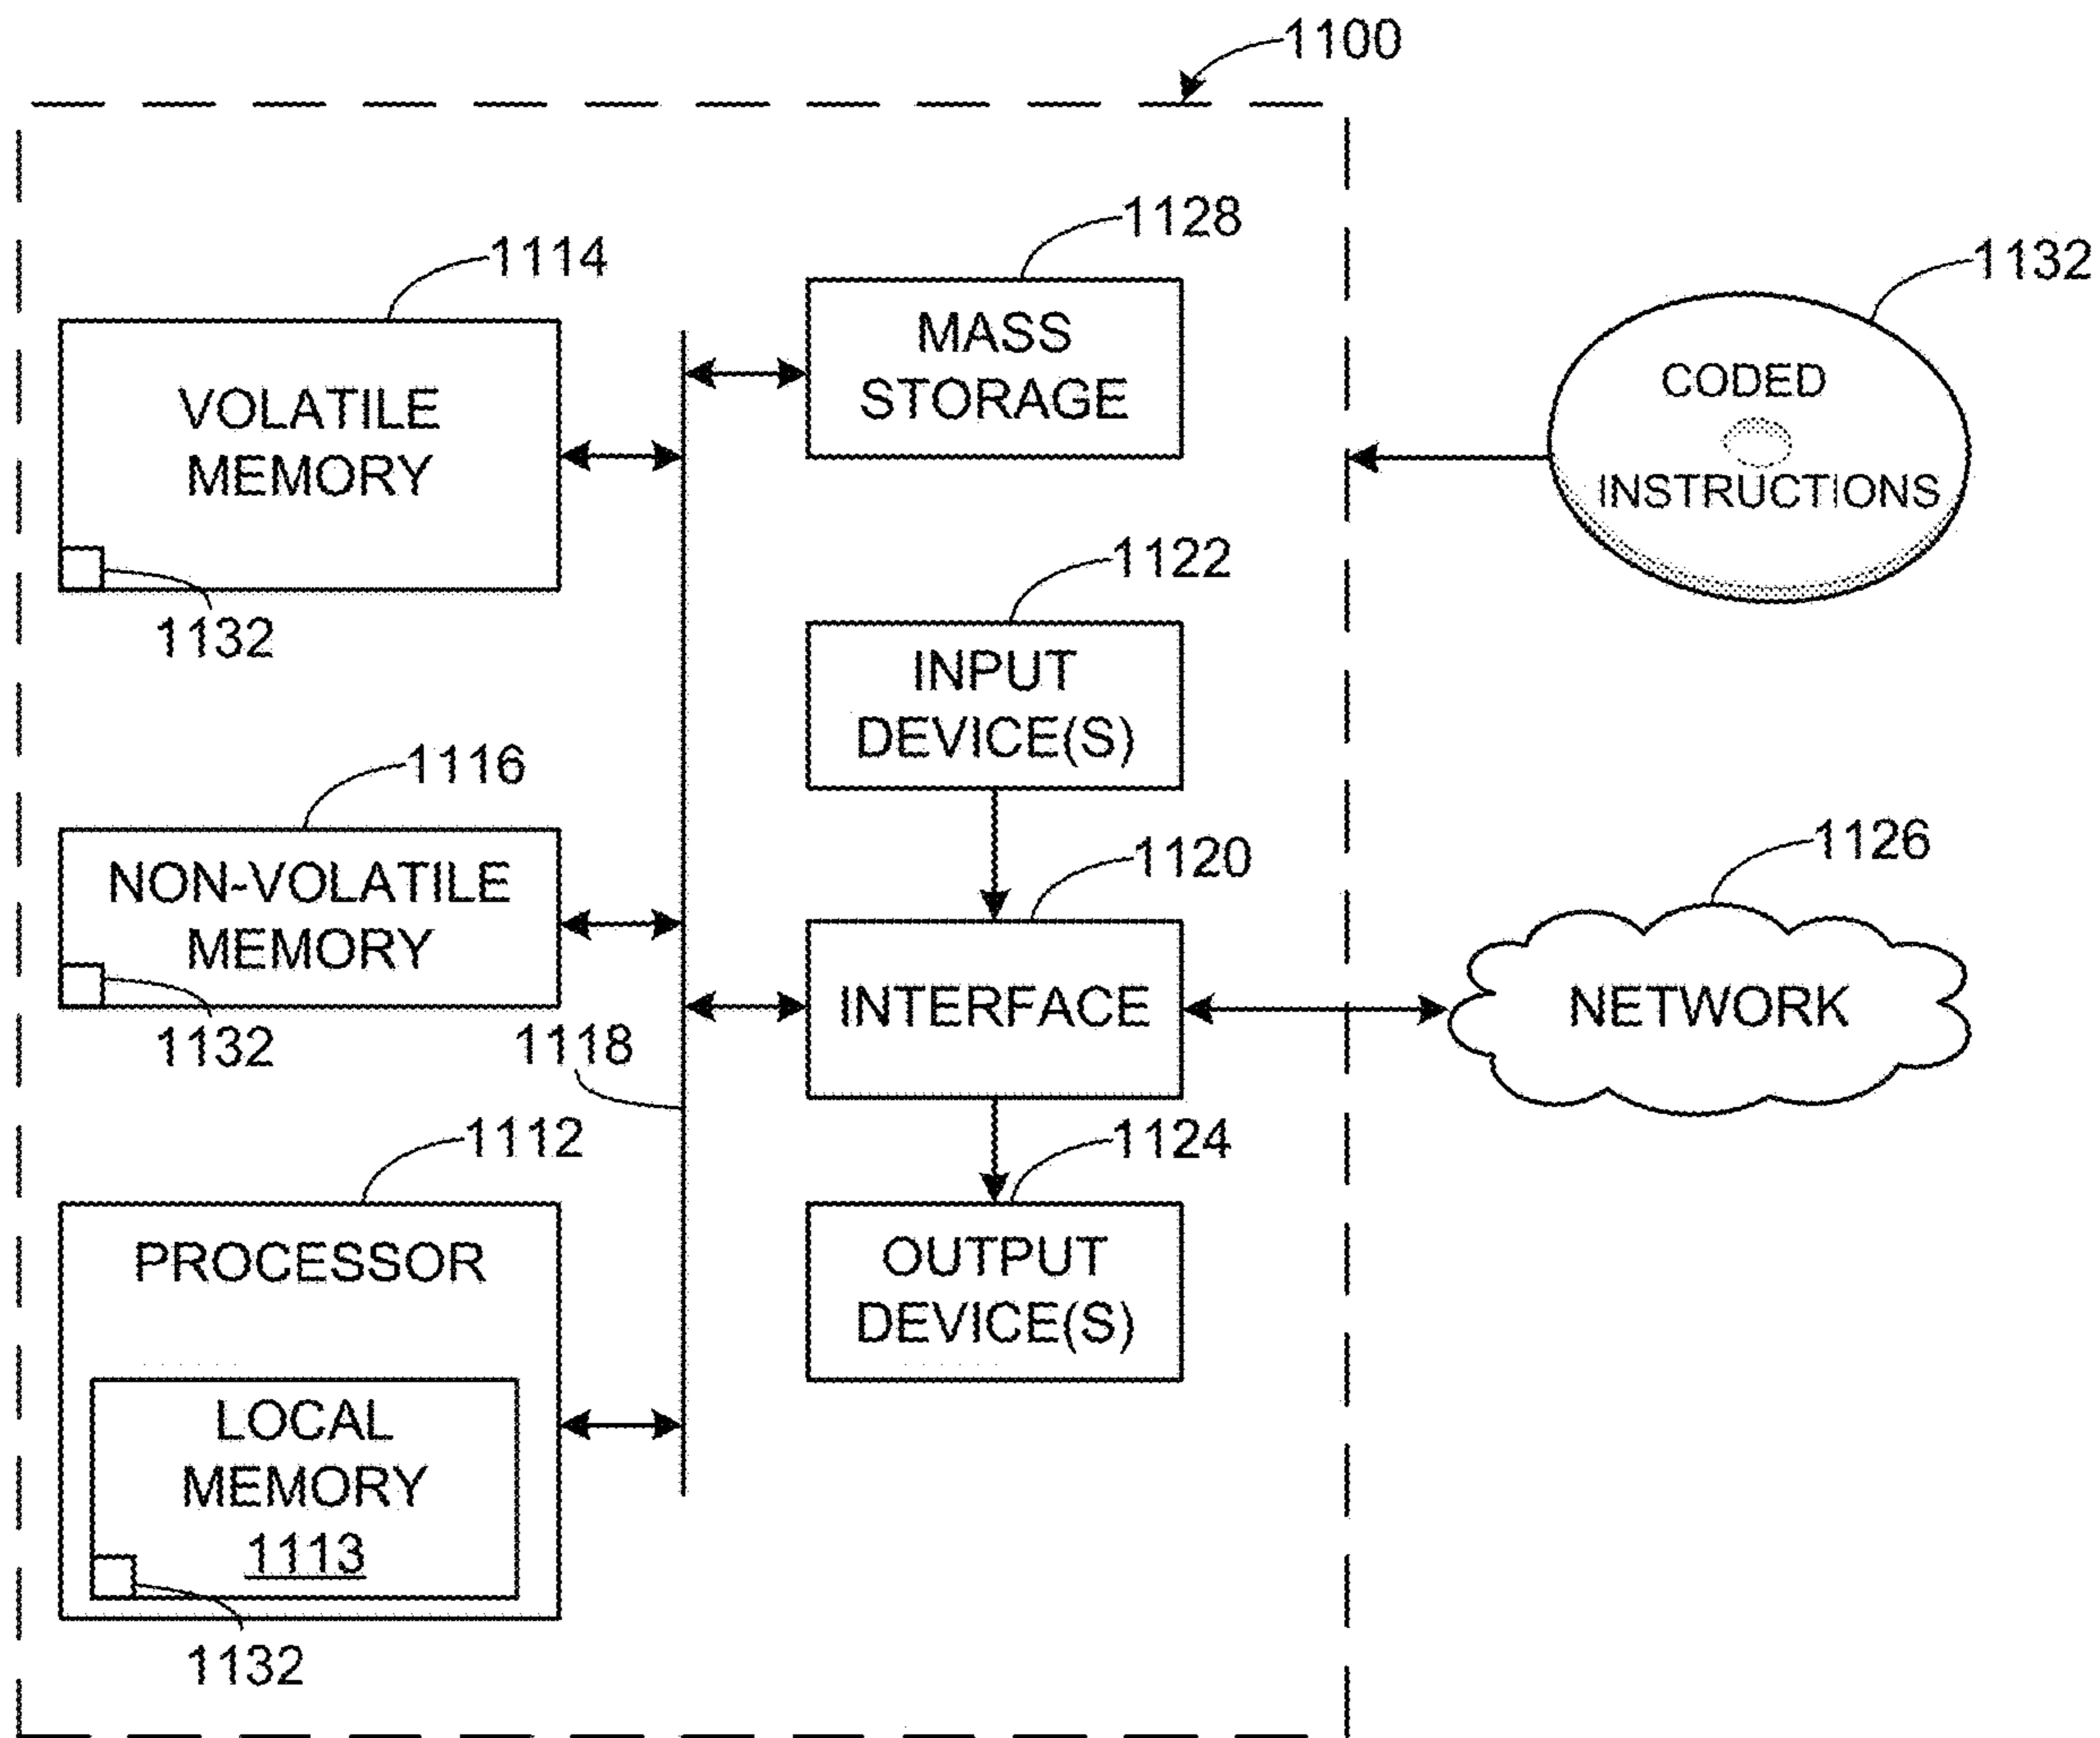 1100
1128
1114
1132
MASS
STORAGE
VOLATILE
MEMORY
CODED
INSTRUCTIONS
1122
1132
INPUT
DEVICE(S)
1116
1120
1126
NON-VOLATILE
MEMORY
INTERFACE
NETWORK
1132
1118
1112
1124
PROCESSOR
OUTPUT
DEVICE(S)
LOCAL
MEMORY
1113
1132